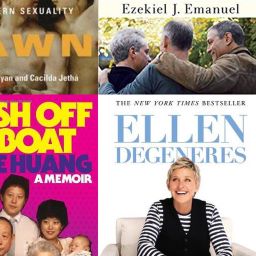 ERN SEXUALITY
AWN
yan and Cacilda Jethá
Ezekiel J. Emanuel
SH OFF
BOAT
E HUANG
A MEMOIR
THE NEW YORK TIMES BESTSELLER
ELLEN
DEGENERES